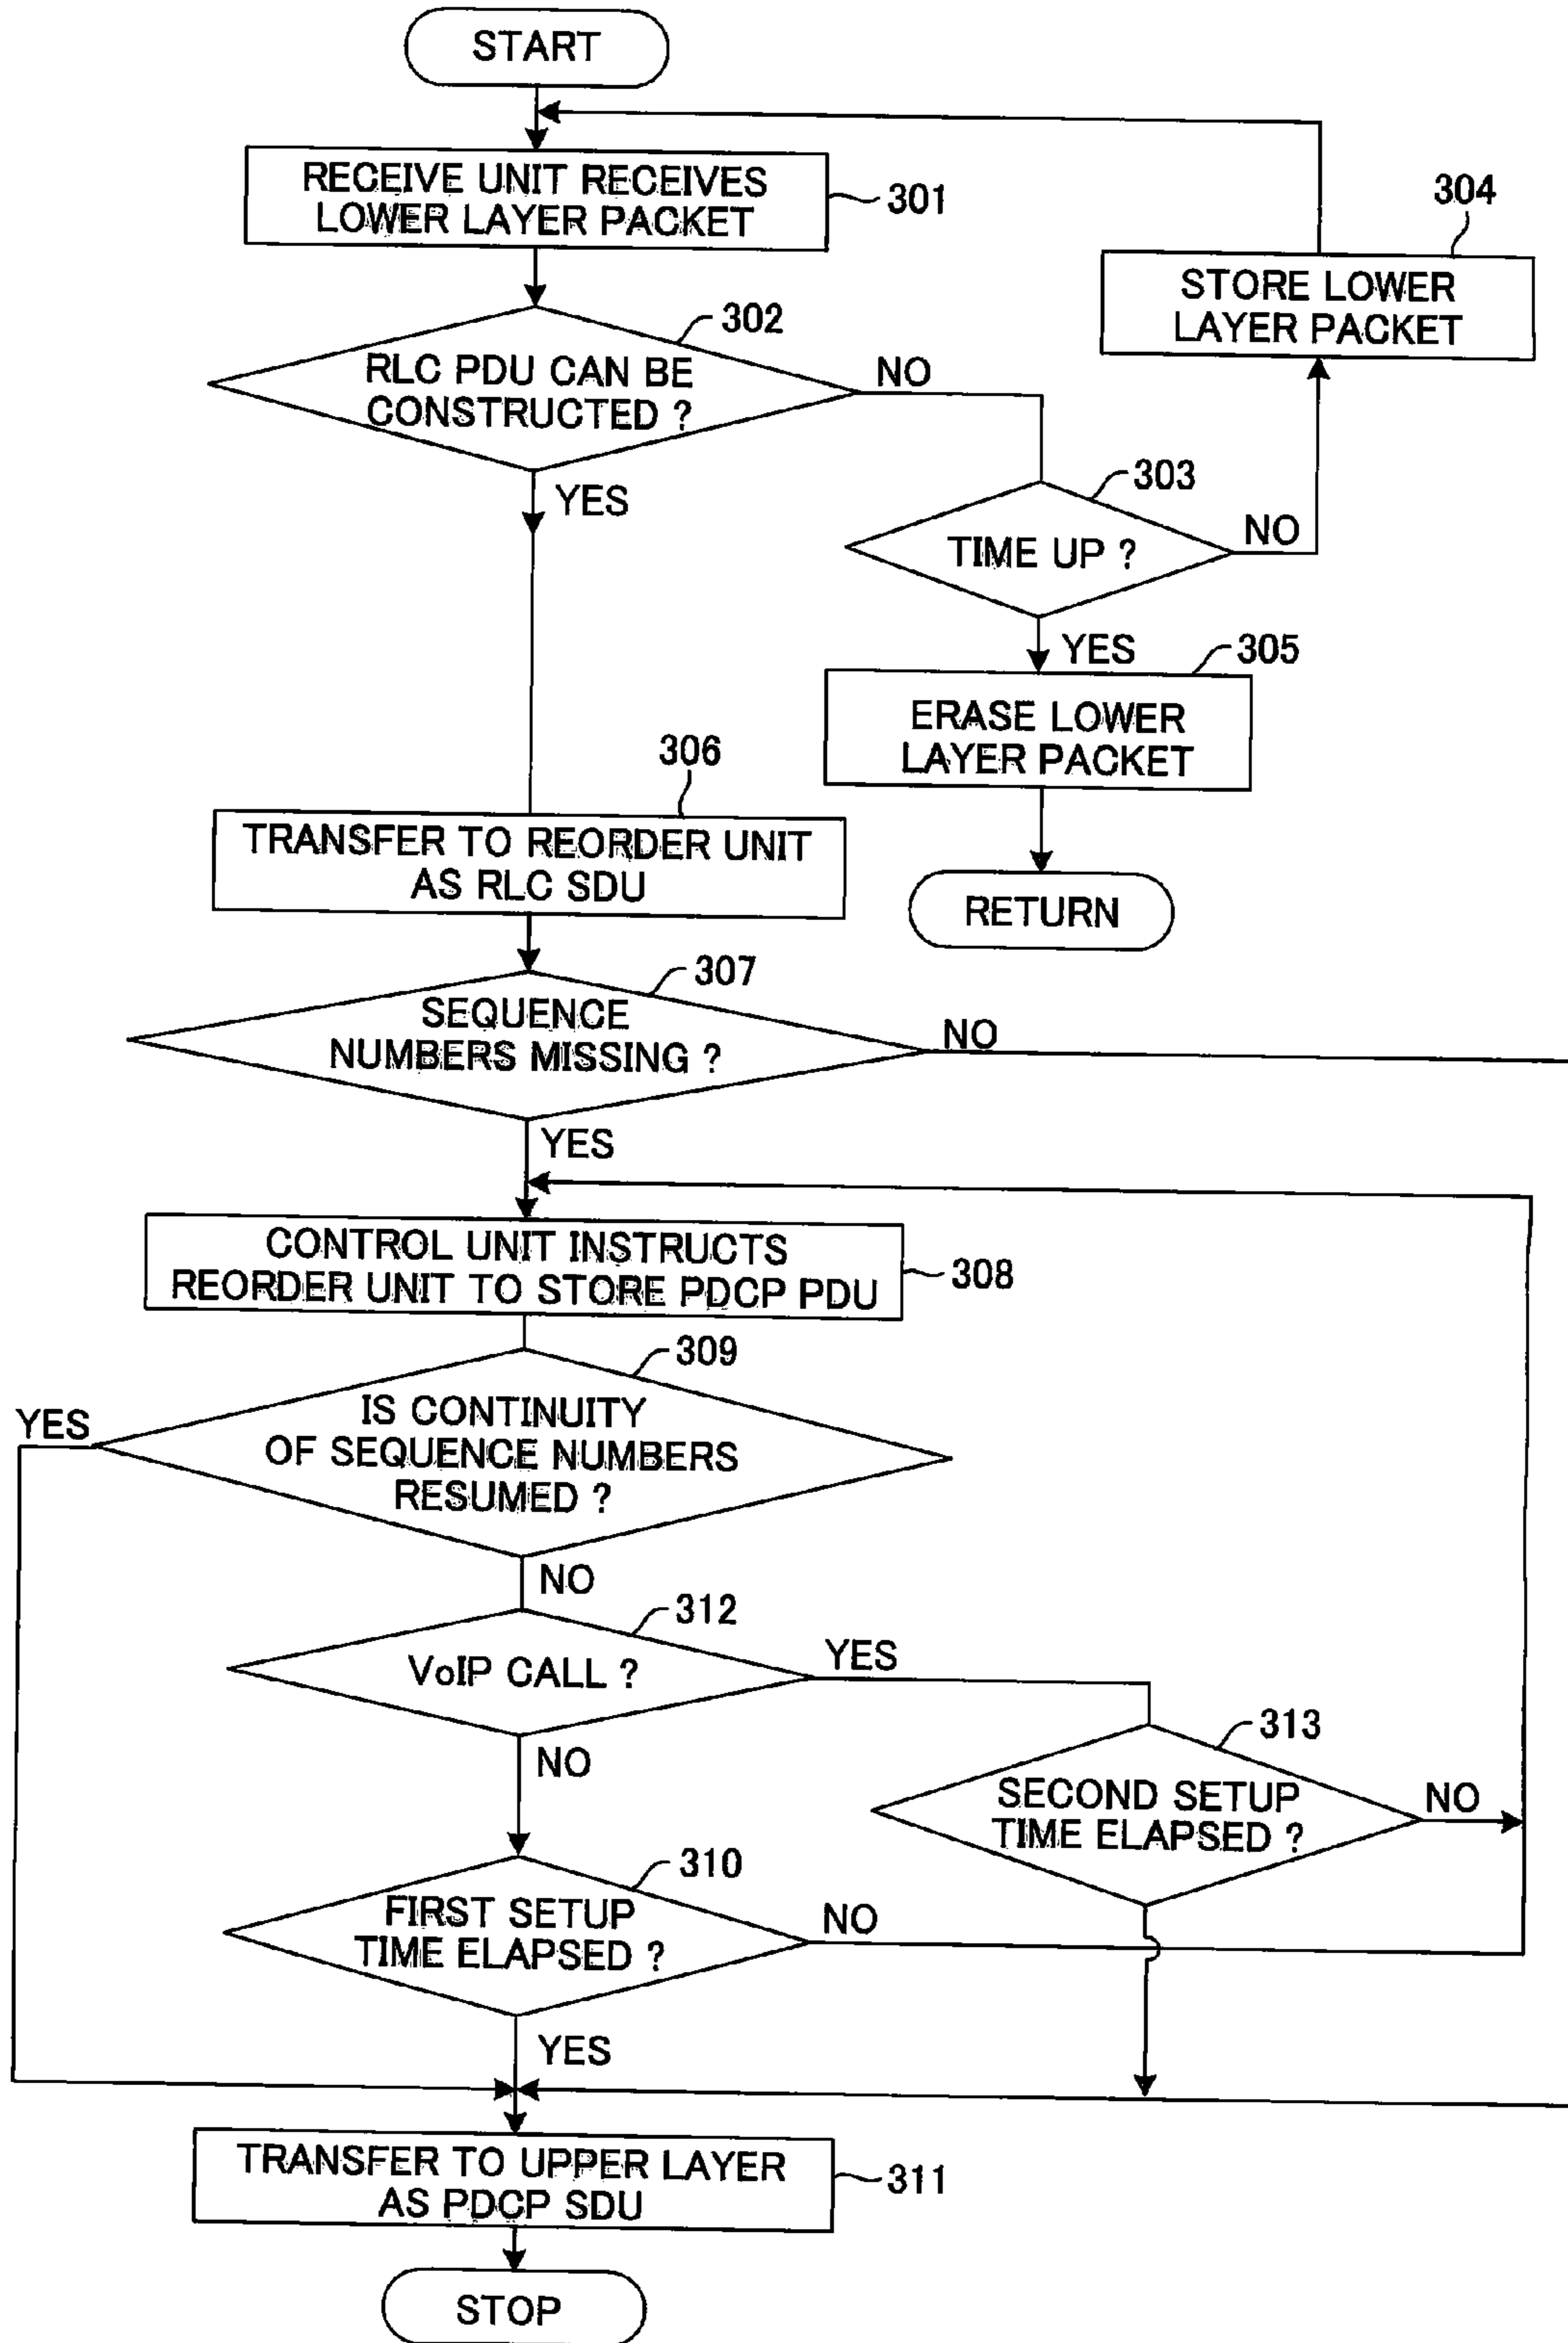 START
RECEIVE UNIT RECEIVES
LOWER LAYER PACKET
301
304
STORE LOWER
LAYER PACKET
302
RLC PDU CAN BE
CONSTRUCTED ?
NO
YES
303
TIME UP ?
NO
YES
305
ERASE LOWER
LAYER PACKET
RETURN
306
TRANSFER TO REORDER UNIT
AS RLC SDU
307
SEQUENCE
NUMBERS MISSING ?
NO
YES
CONTROL UNIT INSTRUCTS
REORDER UNIT TO STORE PDCP PDU
308
309
IS CONTINUITY
OF SEQUENCE NUMBERS
RESUMED ?
YES
NO
312
VoIP CALL ?
YES
NO
313
SECOND SETUP
TIME ELAPSED ?
NO
310
FIRST SETUP
TIME ELAPSED ?
NO
YES
TRANSFER TO UPPER LAYER
AS PDCP SDU
311
STOP